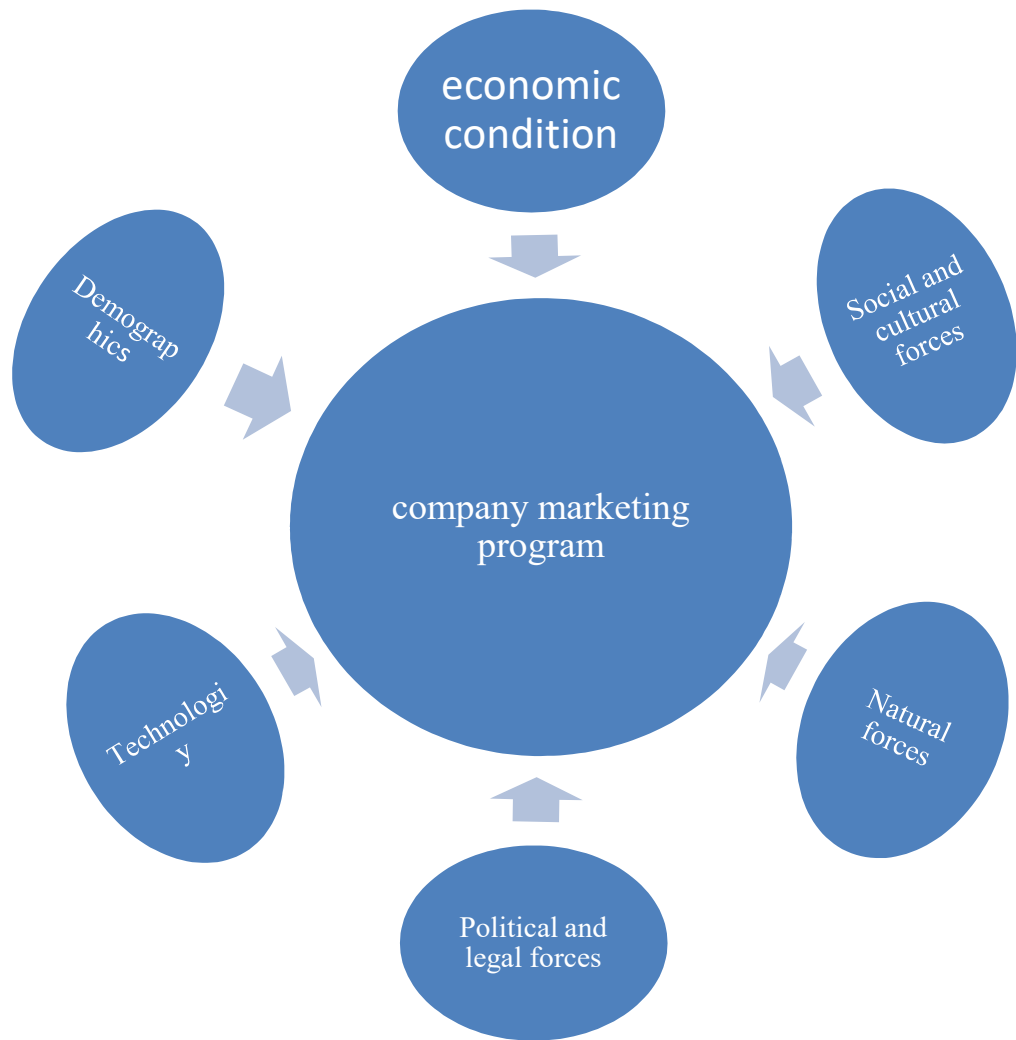 economic
condition
Demograp
hics
Social and
cultural
forces
company marketing
program
Technologi
y
Natural
forces
Political and
legal forces